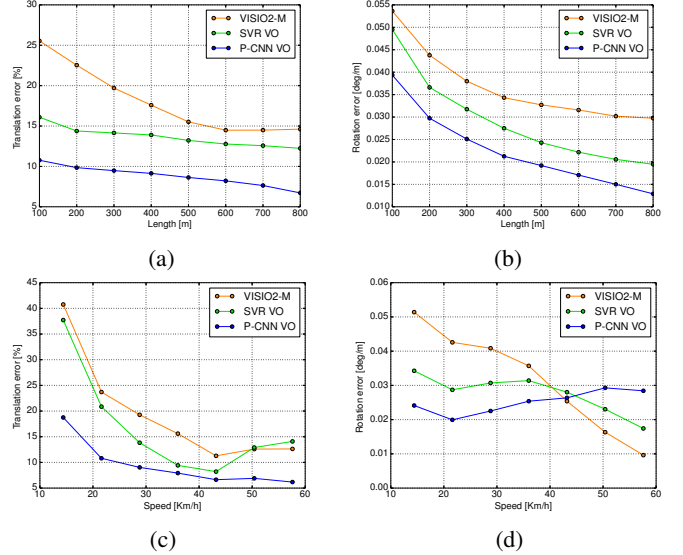 30
25
20
15
10
5
Translation error [%]
VISIO2-M
SVR VO
P-CNN VO
100 200 300 400 500 600 700 800
Length [m]
(a)
0.055
0.050
0.045
0.040
0.035
0.030
0.025
0.020
0.015
0.010
Rotation error [deg/m]
VISIO2-M
SVR VO
P-CNN VO
100 200 300 400 500 600 700 800
Length [m]
(b)
45
40
35
30
25
20
15
10
5
Translation error [%]
VISIO2-M
SVR VO
P-CNN VO
10 20 30 40 50 60
Speed [Km/h]
(c)
0.06
0.05
0.04
0.03
0.02
0.01
0.00
Rotation error [deg/m]
VISIO2-M
SVR VO
P-CNN VO
10 20 30 40 50 60
Speed [Km/h]
(d)